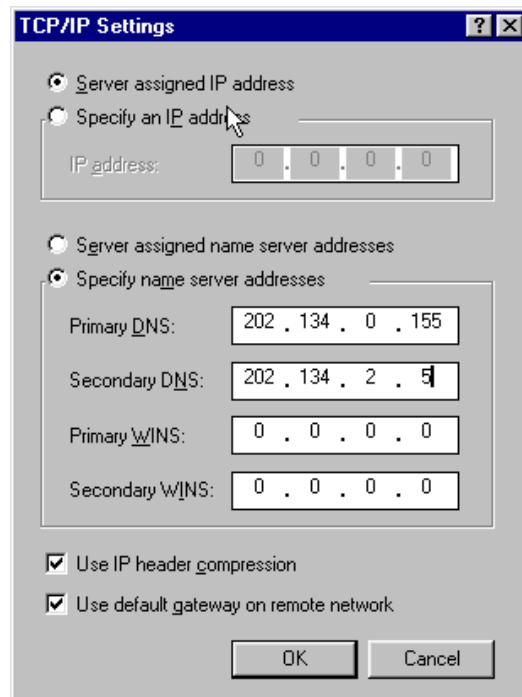 TCP/IP Settings
Server assigned IP address
Specify an IP address
IP address: 0 . 0 . 0 . 0
Server assigned name server addresses
Specify name server addresses
Primary DNS: 202 . 134 . 0 . 155
Secondary DNS: 202 . 134 . 2 . 5
Primary WINS: 0 . 0 . 0 . 0
Secondary WINS: 0 . 0 . 0 . 0
Use IP header compression
Use default gateway on remote network
OK Cancel